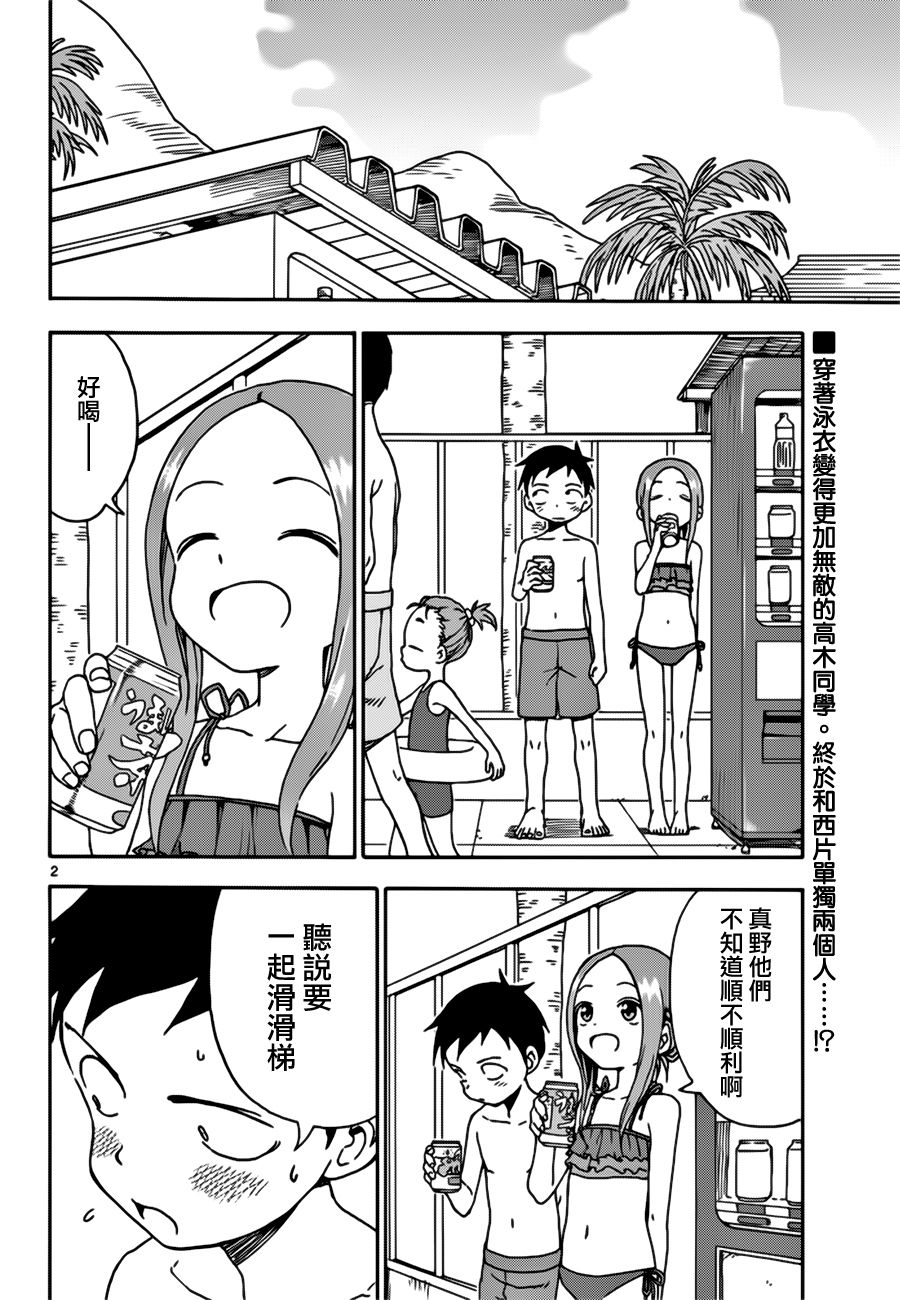 ■穿著泳衣變得更加無敵的高木同學。終於和西片單獨兩個人……!?
好喝——
2
真野他們
不知道順不順利啊
聽說要
一起滑滑梯